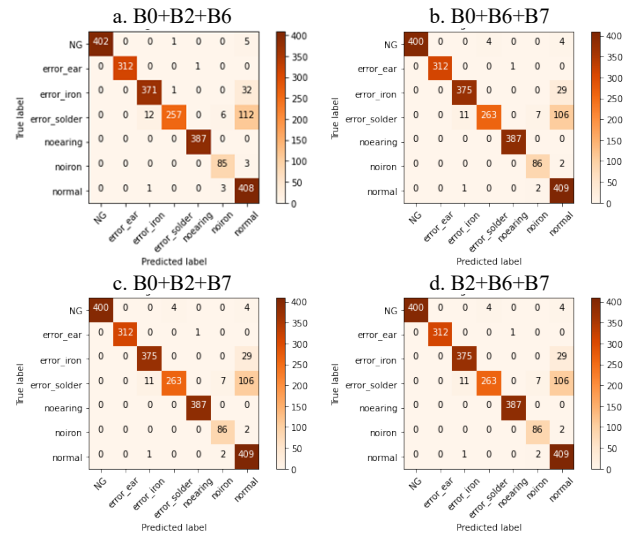 a. B0+B2+B6
True label
NG 402 0 0 1 0 0 5
error_ear 0 312 0 0 1 0 0
error_iron 0 0 371 1 0 0 32
error_solder 0 0 12 257 0 6 112
noearing 0 0 0 0 387 0 0
noiron 0 0 0 0 0 85 3
normal 0 0 1 0 0 3 408
NG error_ear error_iron error_solder noearing noiron normal
Predicted label
400
350
300
250
200
150
100
50
0
b. B0+B6+B7
True label
NG 400 0 0 4 0 0 4
error_ear 0 312 0 0 1 0 0
error_iron 0 0 375 0 0 0 29
error_solder 0 0 11 263 0 7 106
noearing 0 0 0 0 387 0 0
noiron 0 0 0 0 0 86 2
normal 0 0 1 0 0 2 409
NG error_ear error_iron error_solder noearing noiron normal
Predicted label
400
350
300
250
200
150
100
50
0
c. B0+B2+B7
True label
NG 400 0 0 4 0 0 4
error_ear 0 312 0 0 1 0 0
error_iron 0 0 375 0 0 0 29
error_solder 0 0 11 263 0 7 106
noearing 0 0 0 0 387 0 0
noiron 0 0 0 0 0 86 2
normal 0 0 1 0 0 2 409
NG error_ear error_iron error_solder noearing noiron normal
Predicted label
400
350
300
250
200
150
100
50
0
d. B2+B6+B7
True label
NG 400 0 0 4 0 0 4
error_ear 0 312 0 0 1 0 0
error_iron 0 0 375 0 0 0 29
error_solder 0 0 11 263 0 7 106
noearing 0 0 0 0 387 0 0
noiron 0 0 0 0 0 86 2
normal 0 0 1 0 0 2 409
NG error_ear error_iron error_solder noearing noiron normal
Predicted label
400
350
300
250
200
150
100
50
0